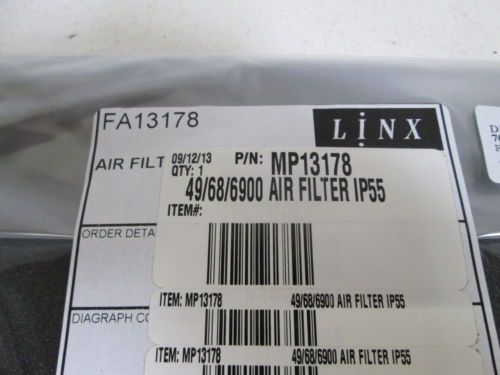 FA13178
LINX
AIR FILT
09/12/13 P/N: MP13178
QTY: 1
49/68/6900 AIR FILTER IP55
ITEM#:
ORDER DETA
ITEM: MP13178 49/68/6900 AIR FILTER IP55
DIAGRAPH CO
ITEM: MP13178 49/68/6900 AIR FILTER IP55